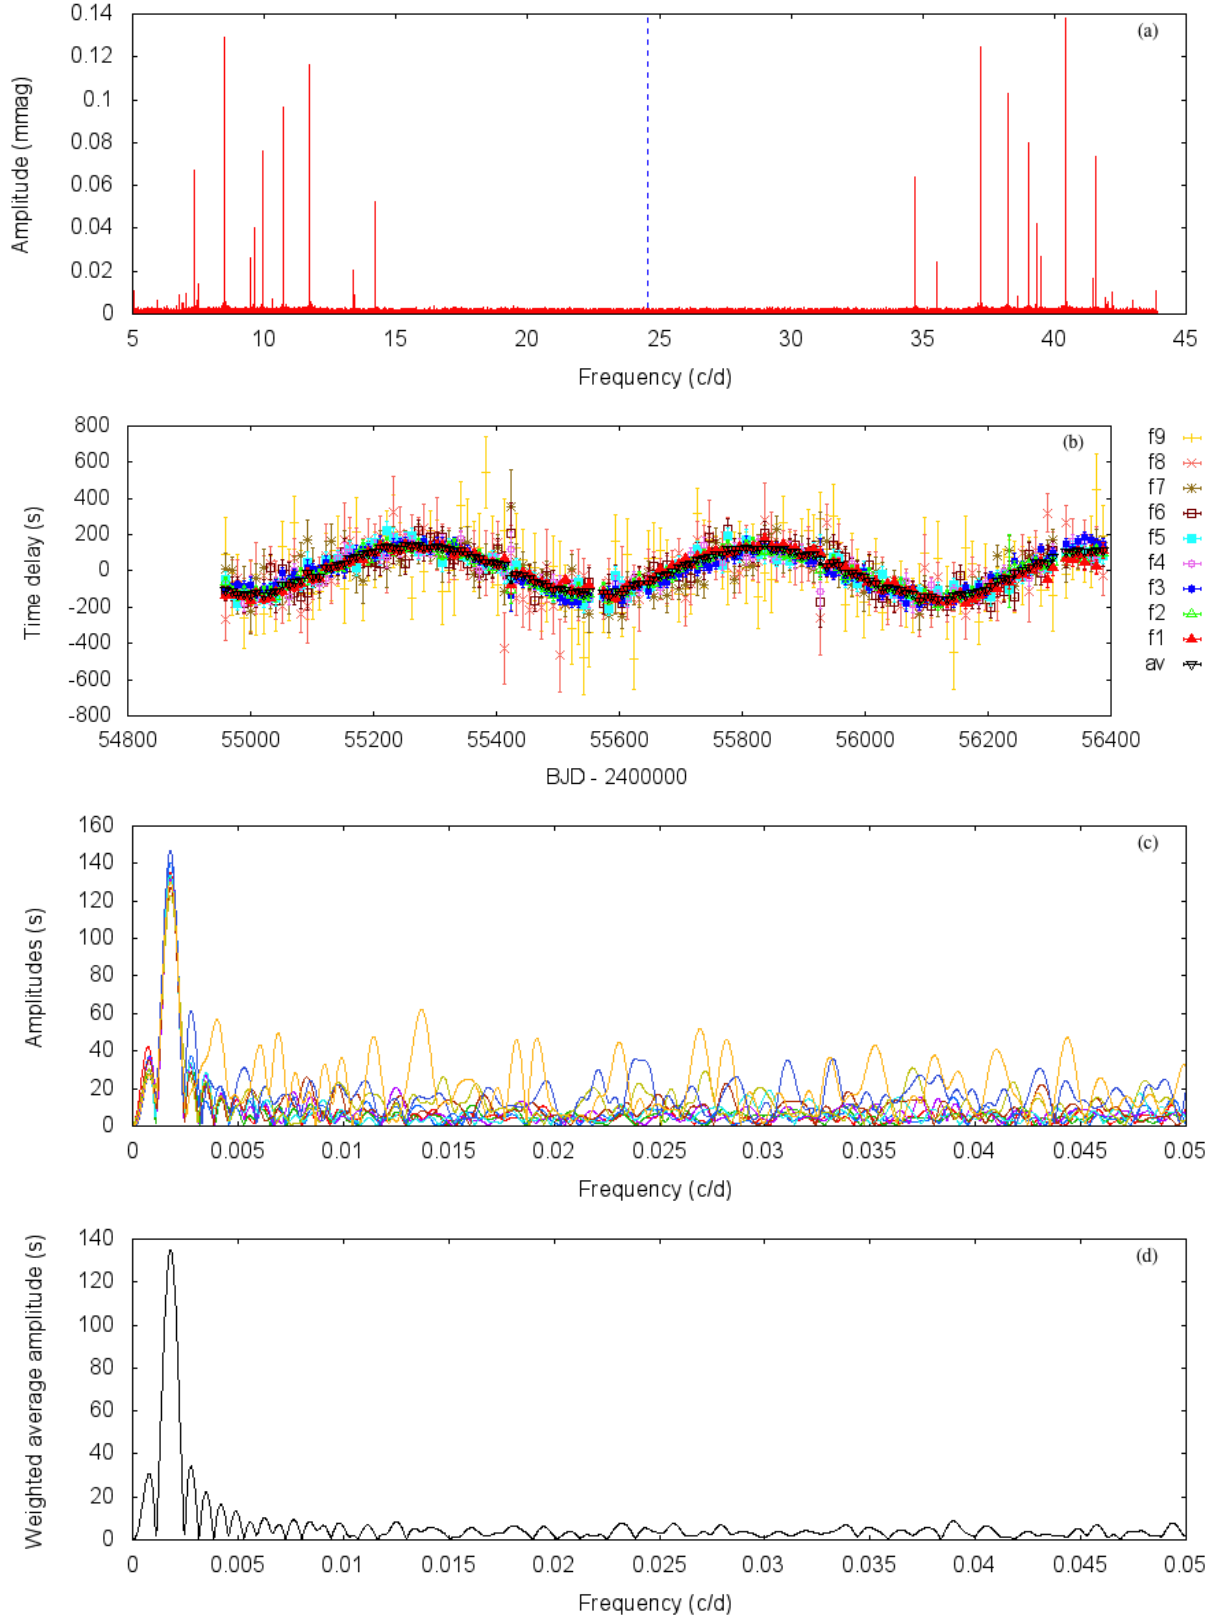 (a)
0.14
0.12
0.1
0.08
0.06
0.04
0.02
0
Amplitude (mmag)
5 10 15 20 25 30 35 40 45
Frequency (c/d)
(b)
800
600
400
200
0
-200
-400
-600
-800
Time delay (s)
54800 55000 55200 55400 55600 55800 56000 56200 56400
BJD - 2400000
f9
f8
f7
f6
f5
f4
f3
f2
f1
av
(c)
160
140
120
100
80
60
40
20
0
Amplitudes (s)
0 0.005 0.01 0.015 0.02 0.025 0.03 0.035 0.04 0.045 0.05
Frequency (c/d)
(d)
140
120
100
80
60
40
20
0
Weighted average amplitude (s)
0 0.005 0.01 0.015 0.02 0.025 0.03 0.035 0.04 0.045 0.05
Frequency (c/d)